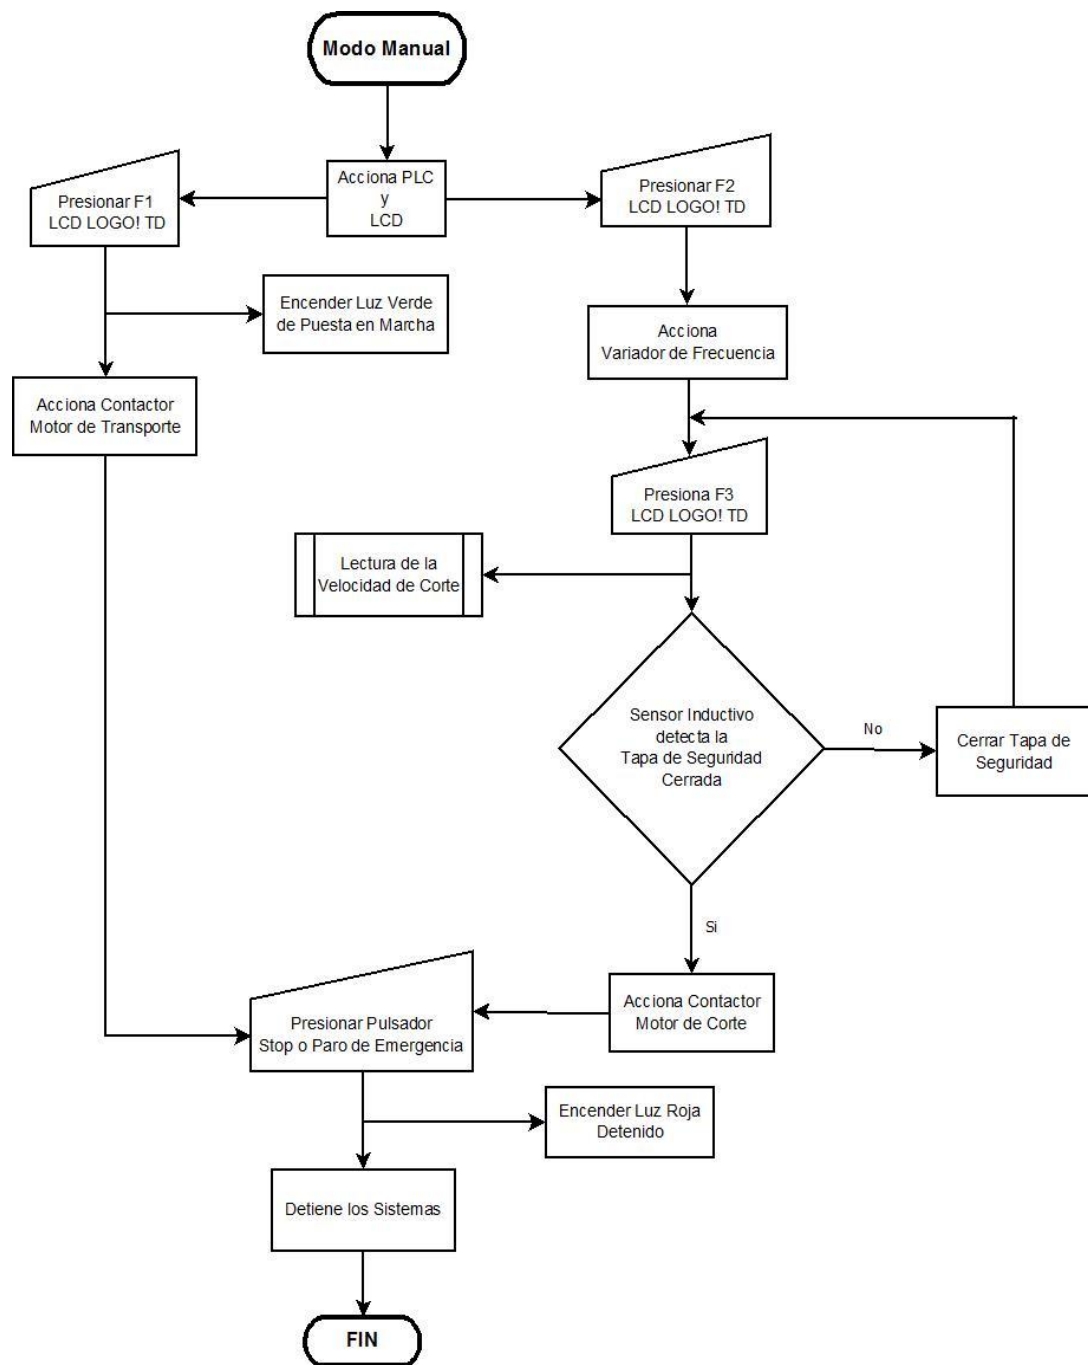 Modo Manual
Acciona PLC
y
LCD
Presionar F1
LCD LOGO! TD
Presionar F2
LCD LOGO! TD
Encender Luz Verde
de Puesta en Marcha
Acciona
Variador de Frecuencia
Acciona Contactor
Motor de Transporte
Presiona F3
LCD LOGO! TD
Lectura de la
Velocidad de Corte
Sensor Inductivo
detecta la
Tapa de Seguridad
Cerrada
No
Cerrar Tapa de
Seguridad
Si
Acciona Contactor
Motor de Corte
Presionar Pulsador
Stop o Paro de Emergencia
Encender Luz Roja
Detenido
Detiene los Sistemas
FIN